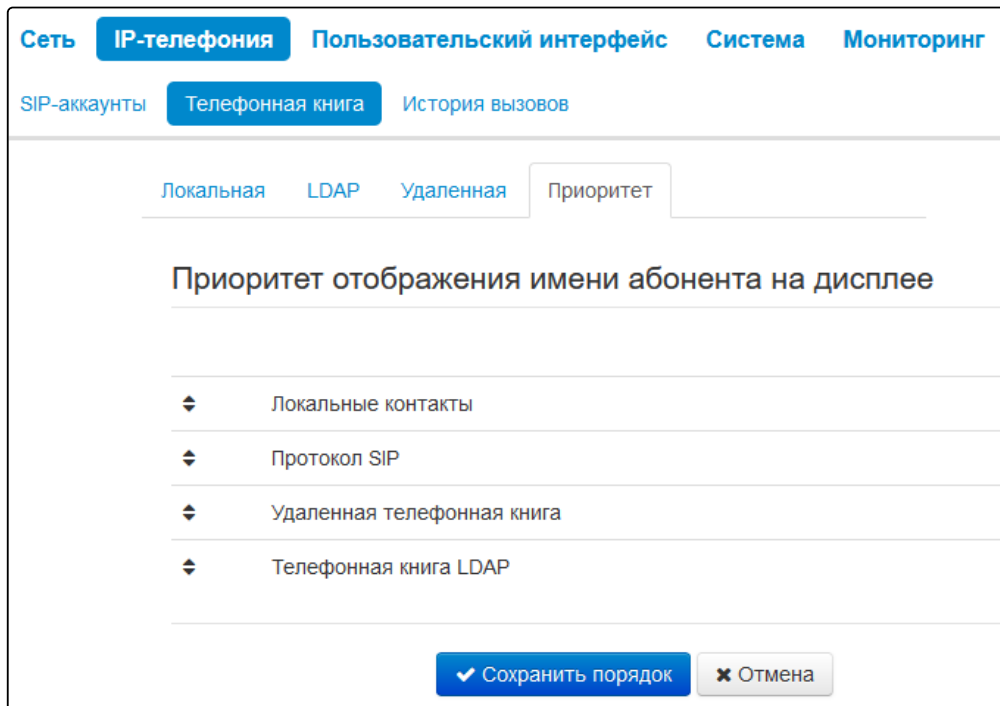 Сеть IP-телефония Пользовательский интерфейс Система Мониторинг
SIP-аккаунты Телефонная книга История вызовов
Локальная LDAP Удаленная Приоритет
Приоритет отображения имени абонента на дисплее
Локальные контакты
Протокол SIP
Удаленная телефонная книга
Телефонная книга LDAP
Сохранить порядок Отмена